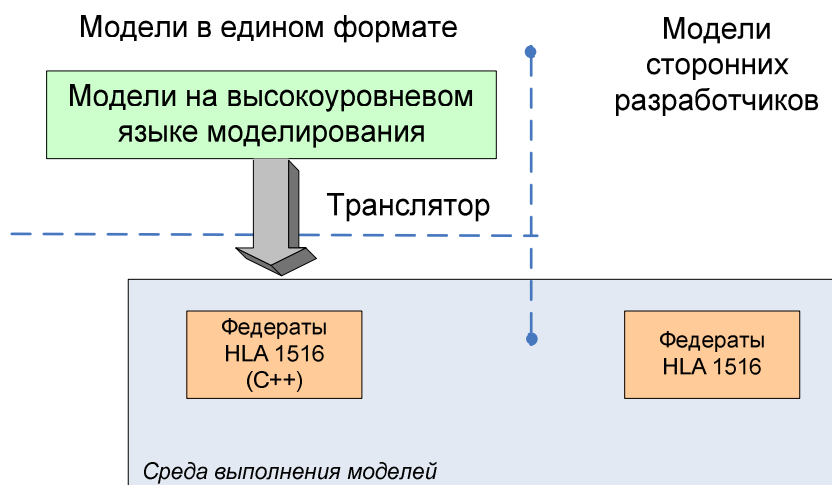 Модели в едином формате
Модели
сторонних
разработчиков
Модели на высокоуровневом
языке моделирования
Транслятор
Федераты
HLA 1516
(C++)
Федераты
HLA 1516
Среда выполнения моделей